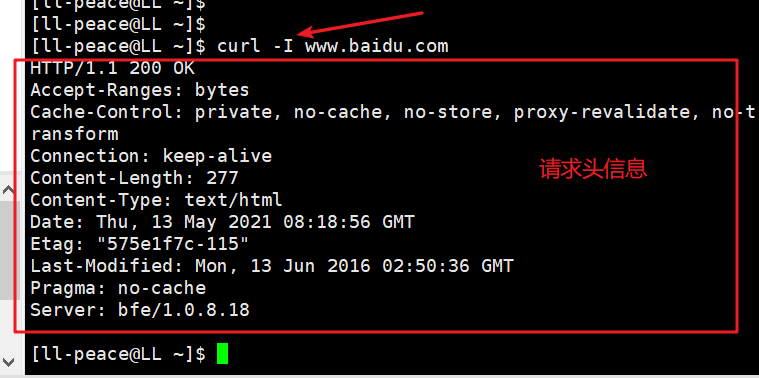 [ll-peace@LL ~]$
[ll-peace@LL ~]$
[ll-peace@LL ~]$ curl -I www.baidu.com
HTTP/1.1 200 OK
Accept-Ranges: bytes
Cache-Control: private, no-cache, no-store, proxy-revalidate, no-t
ransform
Connection: keep-alive
请求头信息
Content-Length: 277
Content-Type: text/html
Date: Thu, 13 May 2021 08:18:56 GMT
Etag: "575e1f7c-115"
Last-Modified: Mon, 13 Jun 2016 02:50:36 GMT
Pragma: no-cache
Server: bfe/1.0.8.18
[ll-peace@LL ~]$